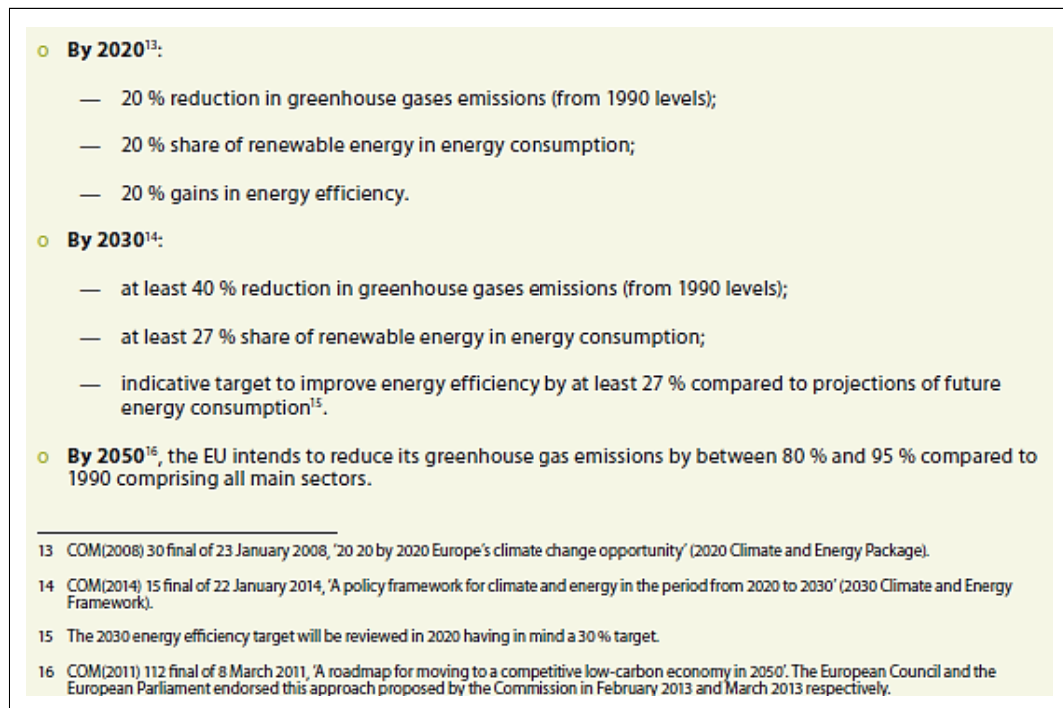 o By 2020¹³:
— 20 % reduction in greenhouse gases emissions (from 1990 levels);
— 20 % share of renewable energy in energy consumption;
— 20 % gains in energy efficiency.
o By 2030¹⁴:
— at least 40 % reduction in greenhouse gases emissions (from 1990 levels);
— at least 27 % share of renewable energy in energy consumption;
— indicative target to improve energy efficiency by at least 27 % compared to projections of future
energy consumption¹⁵.
o By 2050¹⁶, the EU intends to reduce its greenhouse gas emissions by between 80 % and 95 % compared to
1990 comprising all main sectors.
13 COM(2008) 30 final of 23 January 2008, ‘20 20 by 2020 Europe’s climate change opportunity’ (2020 Climate and Energy Package).
14 COM(2014) 15 final of 22 January 2014, ‘A policy framework for climate and energy in the period from 2020 to 2030’ (2030 Climate and Energy
Framework).
15 The 2030 energy efficiency target will be reviewed in 2020 having in mind a 30 % target.
16 COM(2011) 112 final of 8 March 2011, ‘A roadmap for moving to a competitive low-carbon economy in 2050’. The European Council and the
European Parliament endorsed this approach proposed by the Commission in February 2013 and March 2013 respectively.